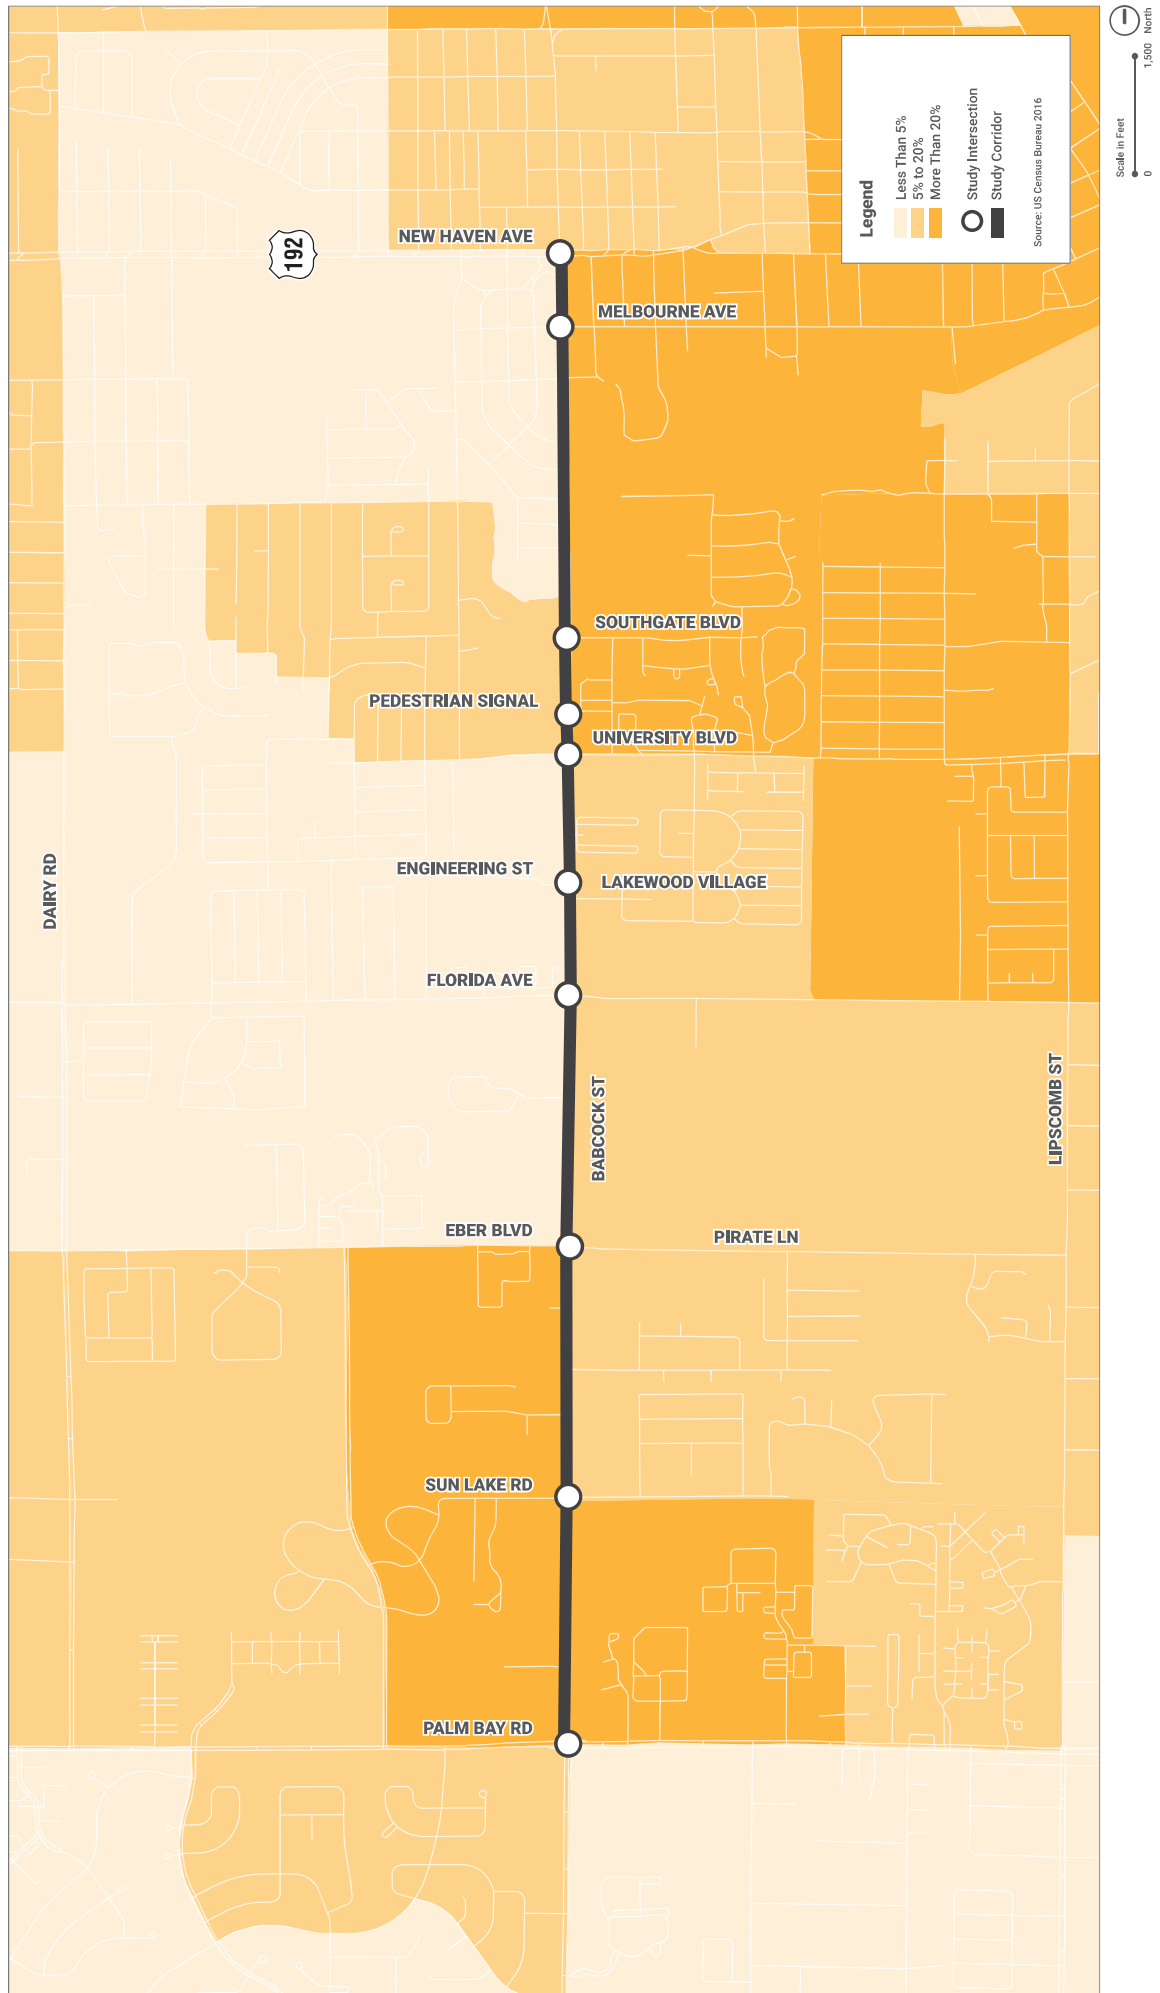 192
NEW HAVEN AVE
MELBOURNE AVE
SOUTHGATE BLVD
PEDESTRIAN SIGNAL
UNIVERSITY BLVD
DAIRY RD
ENGINEERING ST
LAKEWOOD VILLAGE
FLORIDA AVE
BABCOCK ST
LIPSCOMB ST
EBER BLVD
PIRATE LN
SUN LAKE RD
PALM BAY RD
Legend
Less Than 5%
5% to 20%
More Than 20%
Study Intersection
Study Corridor
Source: US Census Bureau 2016
Scale in Feet
0
1,500
North